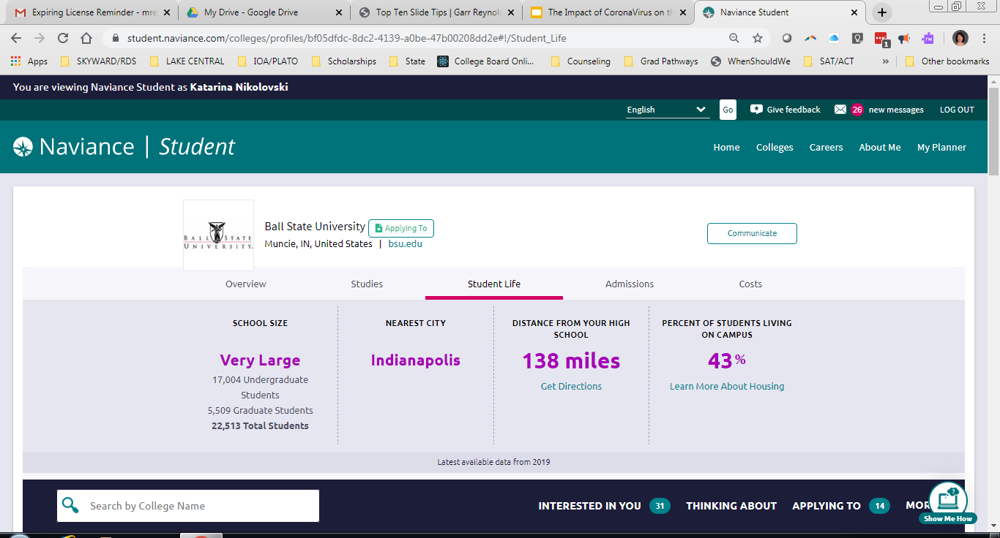 Expiring License Reminder - mre
My Drive - Google Drive
Top Ten Slide Tips | Garr Reynol
The Impact of CoronaVirus on th
Naviance Student
student.naviance.com/colleges/profiles/bf05dfdc-8dc2-4139-a0be-47b00208dd2e#!/Student_Life
1
Apps SKYWARD/RDS LAKE CENTRAL IOA/PLATO Scholarships State College Board Onli... Counseling Grad Pathways WhenShouldWe SAT/ACT » Other bookmarks
You are viewing Naviance Student as Katarina Nikolovski
English Go Give feedback 26 new messages LOG OUT
Naviance | Student
Home Colleges Careers About Me My Planner
BALL STATE
UNIVERSITY.
Ball State University Applying To
Muncie, IN, United States | bsu.edu
Communicate
Overview Studies Student Life Admissions Costs
SCHOOL SIZE
Very Large
17,004 Undergraduate
Students
5,509 Graduate Students
22,513 Total Students
NEAREST CITY
Indianapolis
DISTANCE FROM YOUR HIGH
SCHOOL
138 miles
Get Directions
PERCENT OF STUDENTS LIVING
ON CAMPUS
43%
Learn More About Housing
Latest available data from 2019
Search by College Name
INTERESTED IN YOU 31 THINKING ABOUT APPLYING TO 14 MOR
?
Show Me How